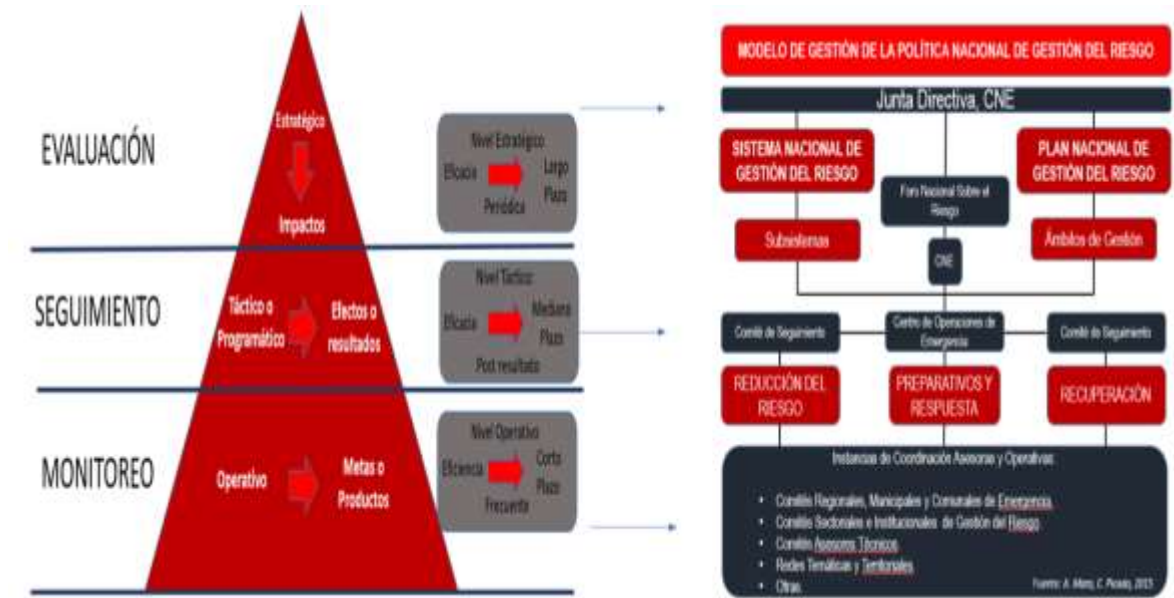 EVALUACIÓN
Estratégico
Impactos
Nivel Estratégico
Eficacia
Largo
Plazo
Periódica
SEGUIMIENTO
Táctico o
Programático
Efectos o
resultados
Nivel Táctico
Eficacia
Mediano
Plazo
Post resultado
MONITOREO
Operativo
Metas o
Productos
Nivel Operativo
Eficiencia
Corto
Plazo
Frecuente
MODELO DE GESTIÓN DE LA POLÍTICA NACIONAL DE GESTIÓN DEL RIESGO
Junta Directiva, CNE
SISTEMA NACIONAL DE
GESTIÓN DEL RIESGO
Foro Nacional Sobre el
Riesgo
PLAN NACIONAL DE
GESTIÓN DEL RIESGO
Subsistemas
CNE
Ámbitos de Gestión
Comité de Seguimiento
Centro de Operaciones de
Emergencia
Comité de Seguimiento
REDUCCIÓN DEL
RIESGO
PREPARATIVOS Y
RESPUESTA
RECUPERACIÓN
Instancias de Coordinación Asesoras y Operativas:
• Comités Regionales, Municipales y Comunales de Emergencia.
• Comités Sectoriales e Institucionales de Gestión del Riesgo.
• Comités Asesores Técnicos.
• Redes Temáticas y Territoriales.
• Otras.
Fuente: A. Mora, C. Picado, 2015